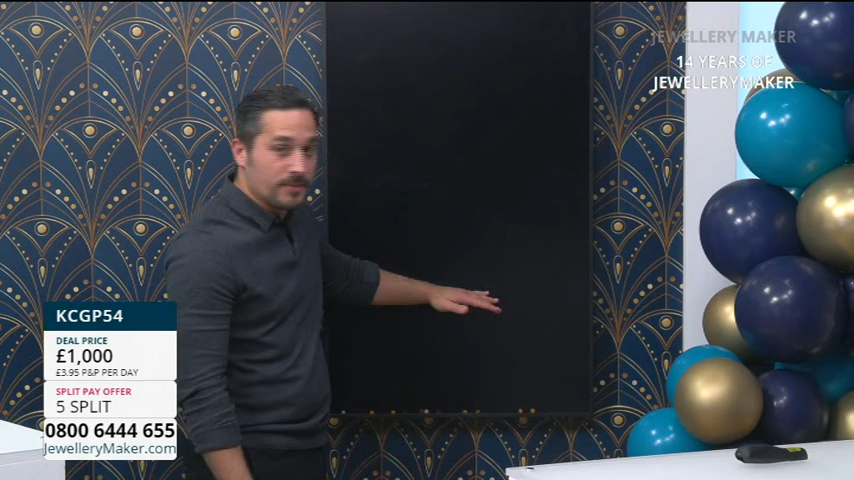 JEWELLERY MAKER
14 YEARS OF
JEWELLERYMAKER
KCGP54
DEAL PRICE
£1,000
£3.95 P&P PER DAY
SPLIT PAY OFFER
5 SPLIT
0800 6444 655
JewelleryMaker.com